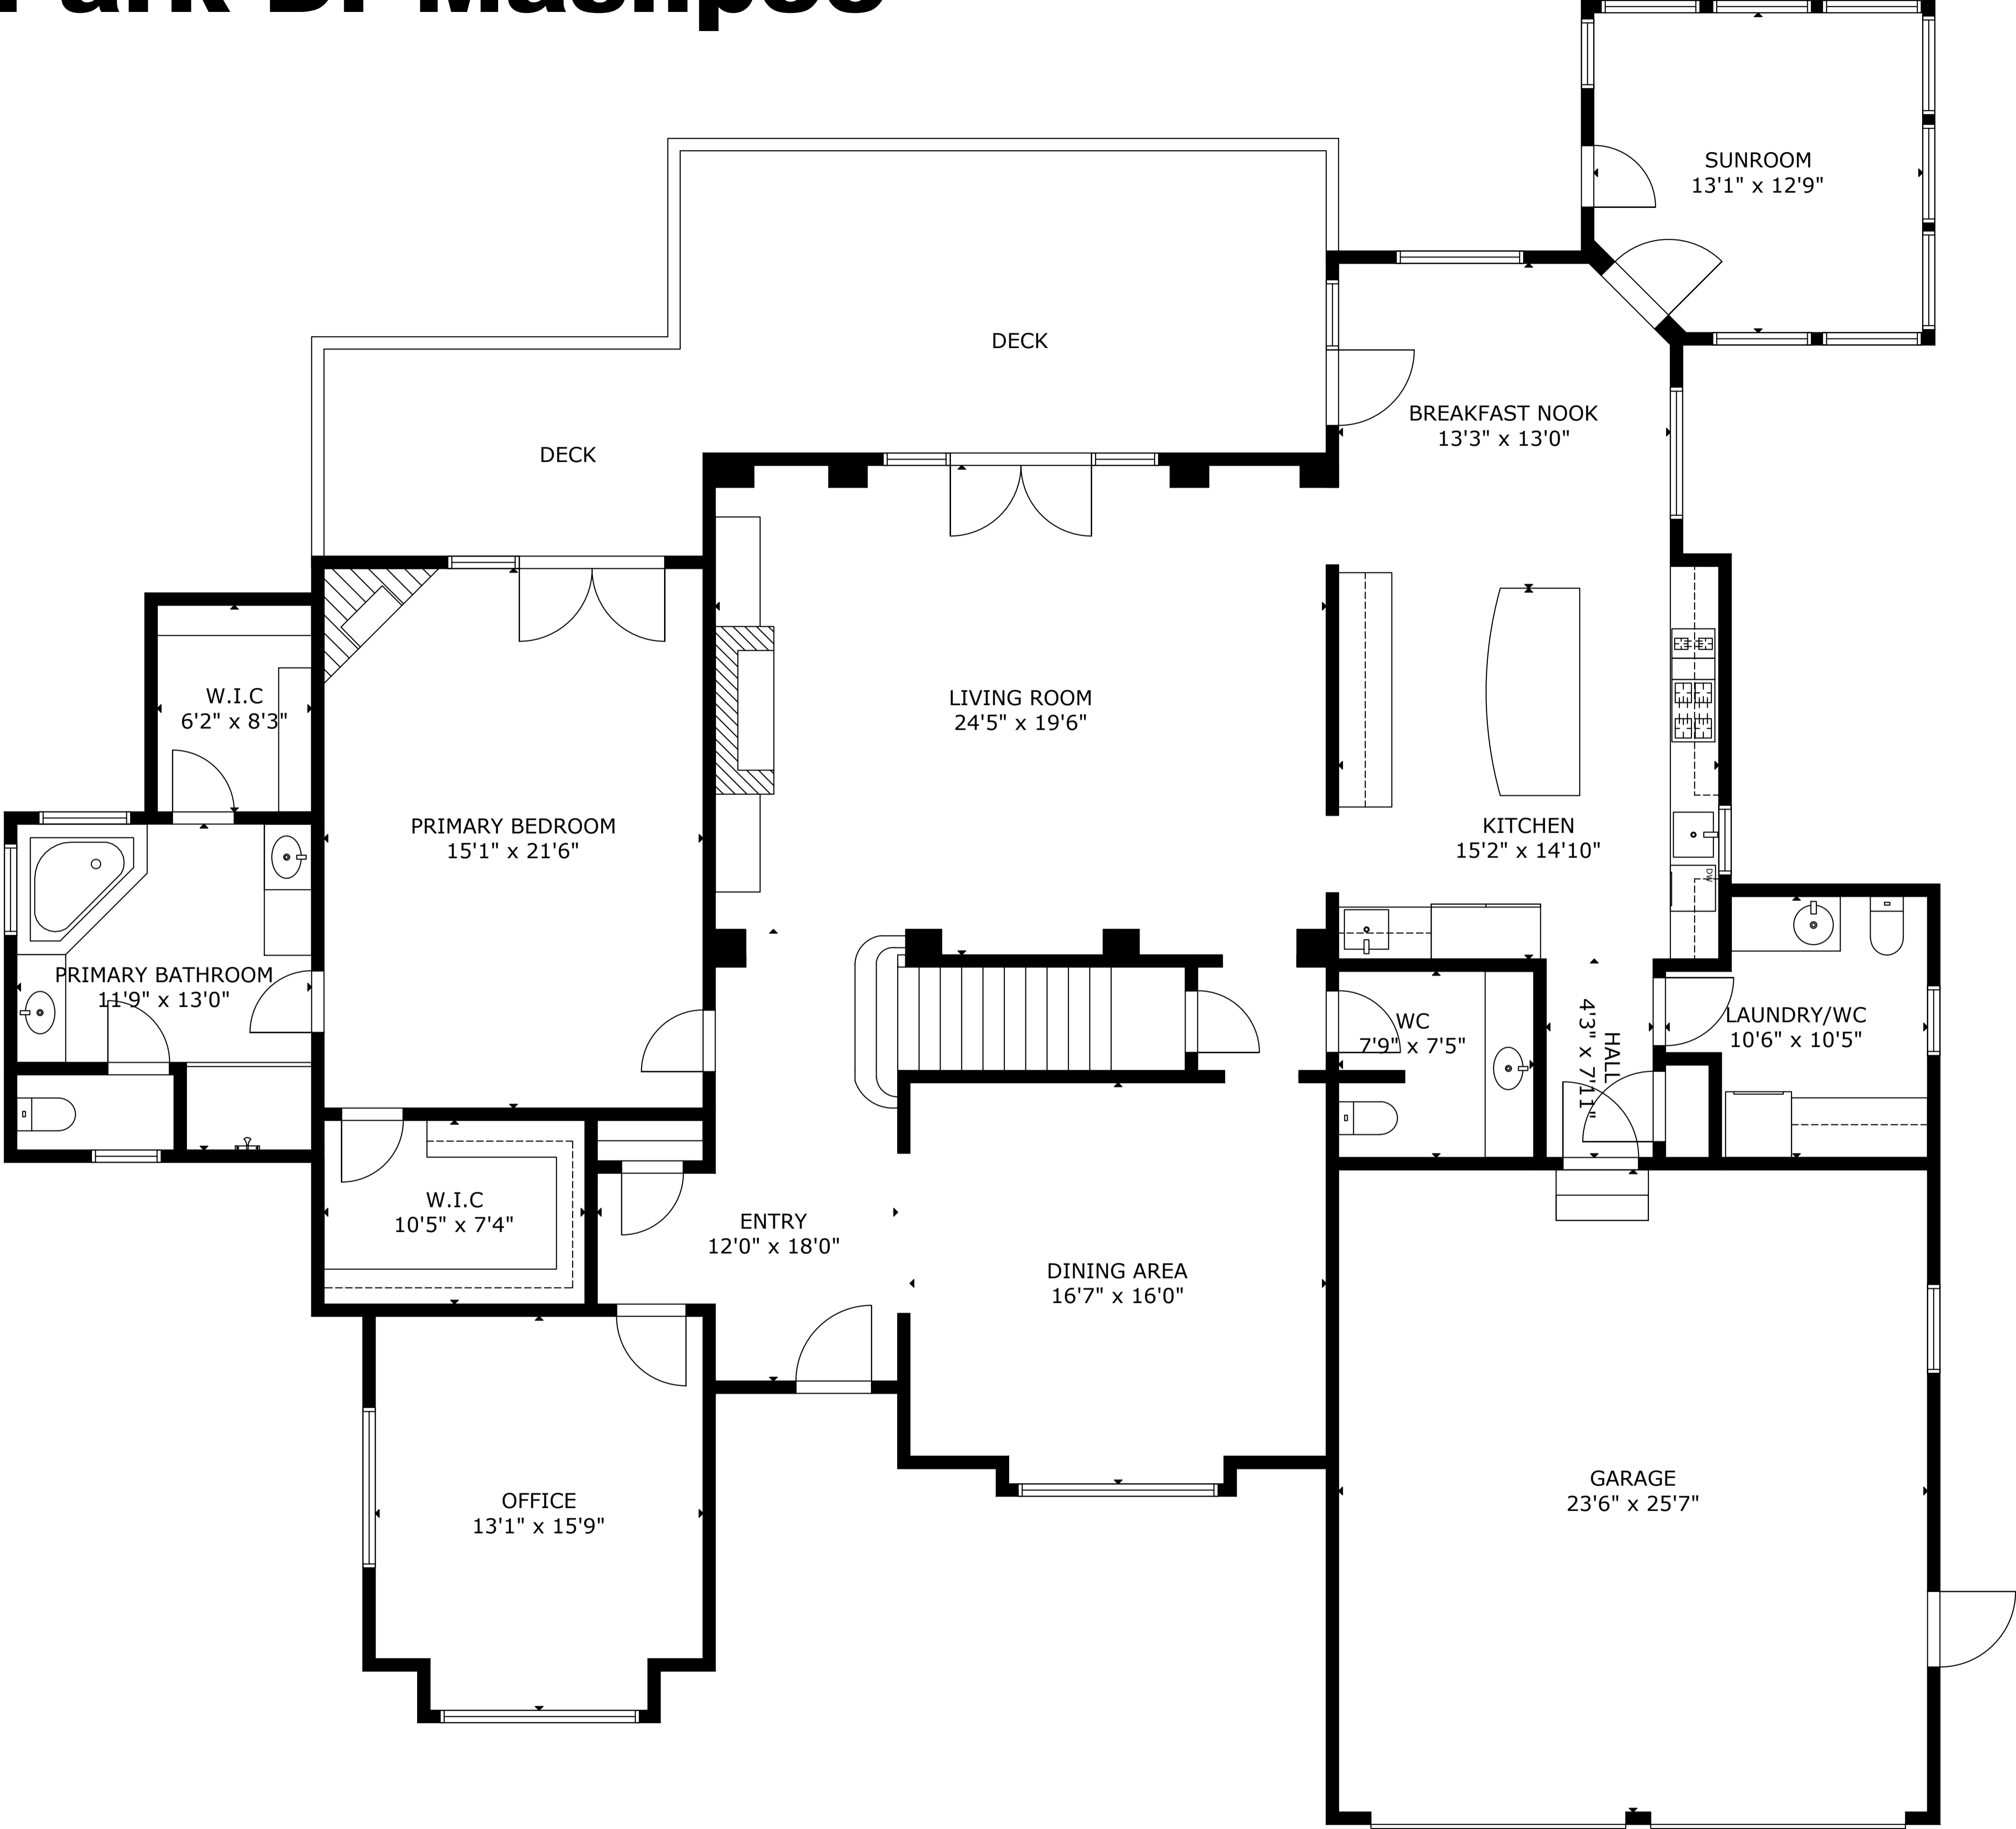 Park Dr Mashpee
SUNROOM
13'1" x 12'9"
DECK
BREAKFAST NOOK
13'3" x 13'0"
DECK
W.I.C
6'2" x 8'3"
LIVING ROOM
24'5" x 19'6"
PRIMARY BEDROOM
15'1" x 21'6"
KITCHEN
15'2" x 14'10"
DW
PRIMARY BATHROOM
11'9" x 13'0"
WC
7'9" x 7'5"
HALL
4'3" x 7'11"
LAUNDRY/WC
10'6" x 10'5"
W.I.C
10'5" x 7'4"
ENTRY
12'0" x 18'0"
DINING AREA
16'7" x 16'0"
OFFICE
13'1" x 15'9"
GARAGE
23'6" x 25'7"